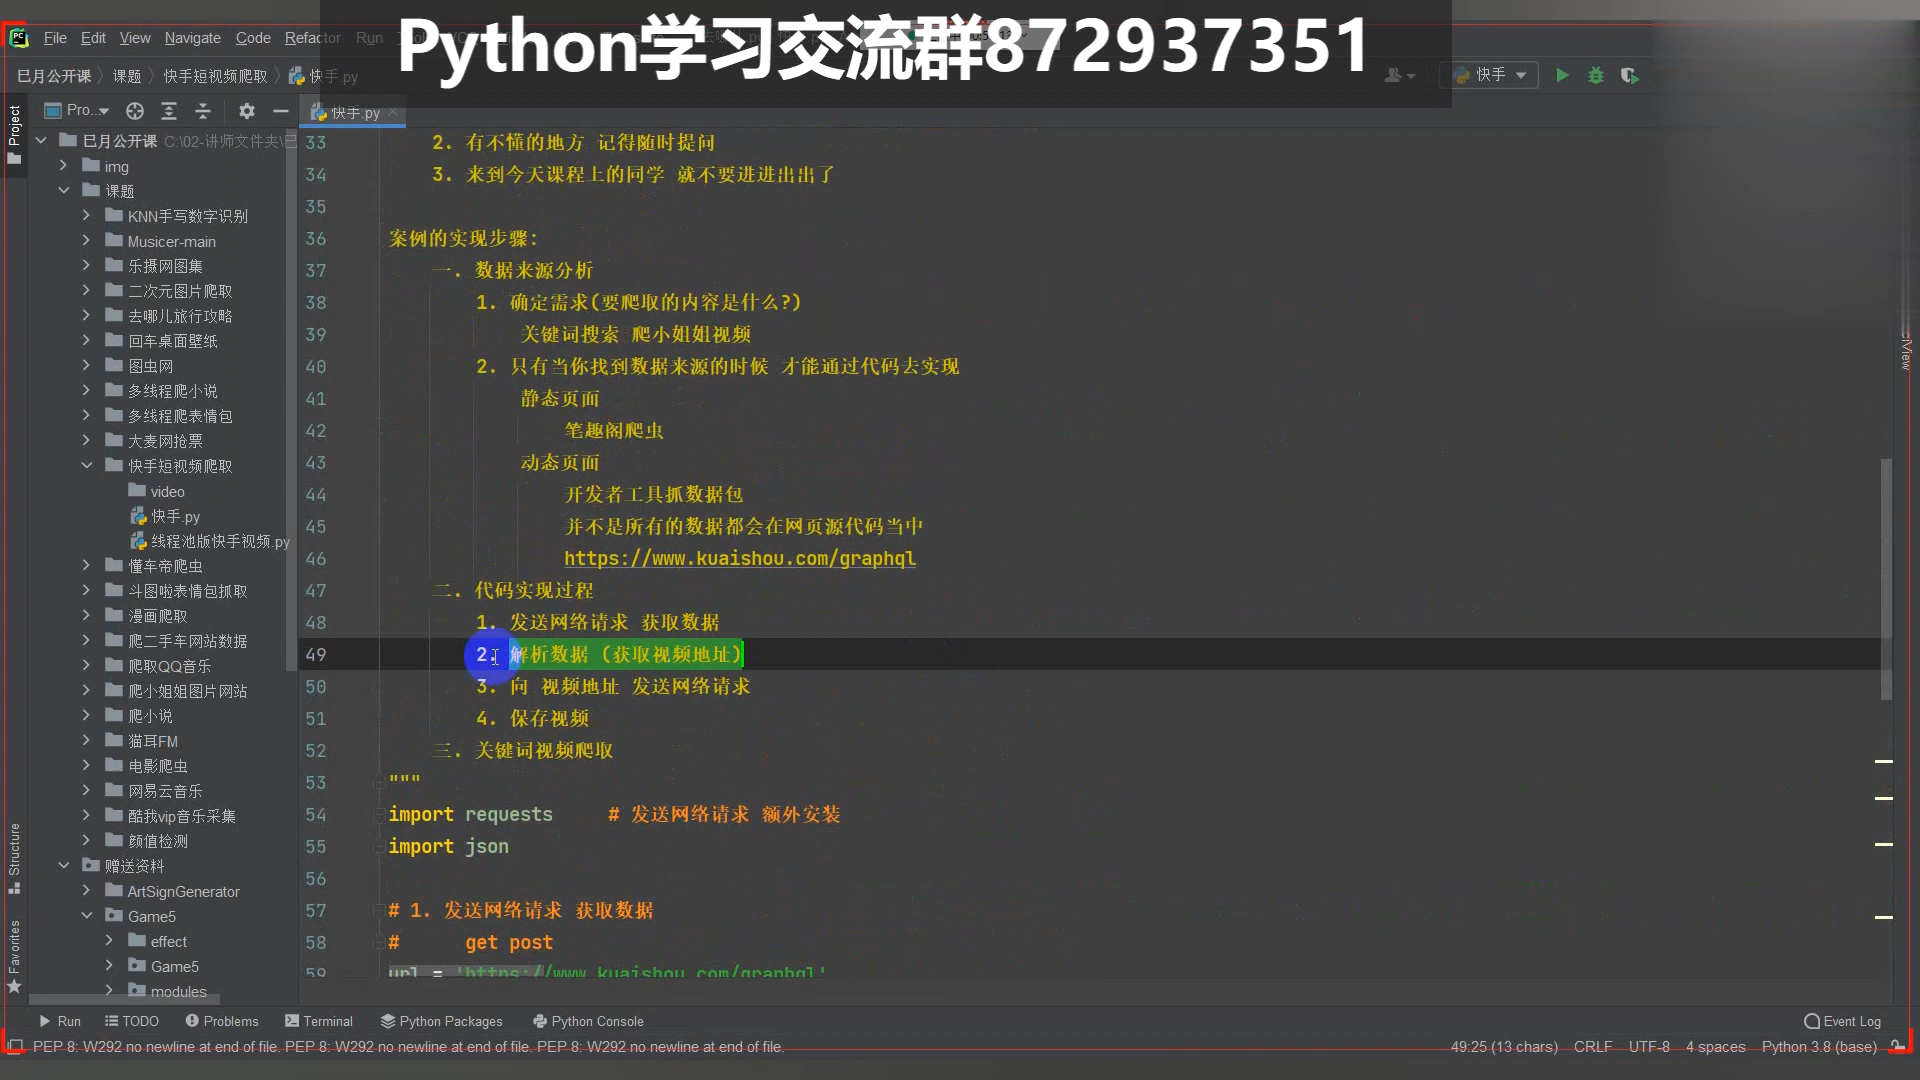 Python学习交流群872937351
File Edit View Navigate Code Refactor Run
巳月公开课 课题 快手短视频爬取 快手.py
快手
Project
Pro...
快手.py
巳月公开课 C:\02-讲师文件夹\已
img
课题
KNN手写数字识别
Musicer-main
乐摄网图集
二次元图片爬取
去哪儿旅行攻略
回车桌面壁纸
图虫网
多线程爬小说
多线程爬表情包
大麦网抢票
快手短视频爬取
video
快手.py
线程池版快手视频.py
懂车帝爬虫
斗图啦表情包抓取
漫画爬取
爬二手车网站数据
爬取QQ音乐
爬小姐姐图片网站
爬小说
猫耳FM
电影爬虫
网易云音乐
酷我vip音乐采集
颜值检测
赠送资料
ArtSignGenerator
Game5
effect
Game5
modules
Structure
Favorites
33 2. 有不懂的地方 记得随时提问
34 3. 来到今天课程上的同学 就不要进进出出了
35
36 案例的实现步骤:
37 一. 数据来源分析
38 1. 确定需求(要爬取的内容是什么?)
39 关键词搜索 爬小姐姐视频
40 2. 只有当你找到数据来源的时候 才能通过代码去实现
41 静态页面
42 笔趣阁爬虫
43 动态页面
44 开发者工具抓数据包
45 并不是所有的数据都会在网页源代码当中
46 https://www.kuaishou.com/graphql
47 二. 代码实现过程
48 1. 发送网络请求 获取数据
49 2. 解析数据 (获取视频地址)
50 3. 向 视频地址 发送网络请求
51 4. 保存视频
52 三. 关键词视频爬取
53 """
54 import requests # 发送网络请求 额外安装
55 import json
56
57 # 1. 发送网络请求 获取数据
58 # get post
59 url = 'https://www.kuaishou.com/graphql'
Run TODO Problems Terminal Python Packages Python Console Event Log
PEP 8: W292 no newline at end of file. PEP 8: W292 no newline at end of file. PEP 8: W292 no newline at end of file. 49:25 (13 chars) CRLF UTF-8 4 spaces Python 3.8 (base)